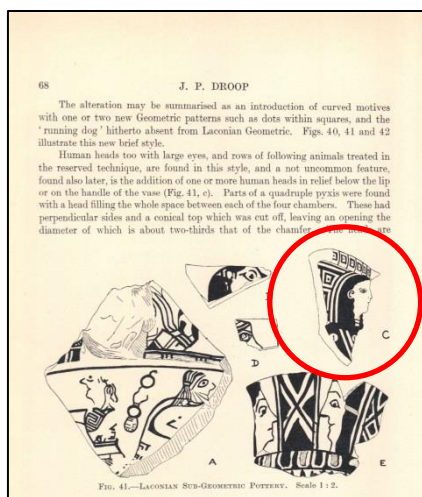 68
J. P. DROOP
The alteration may be summarised as an introduction of curved motives
with one or two new Geometric patterns such as dots within squares, and the
‘running dog’ hitherto absent from Laconian Geometric. Figs. 40, 41 and 42
illustrate this new brief style.
Human heads too with large eyes, and rows of following animals treated in
the reserved technique, are found in this style, and a not uncommon feature,
found also later, is the addition of one or more human heads in relief below the lip
or on the handle of the vase (Fig. 41, c). Parts of a quadruple pyxis were found
with a head filling the whole space between each of the four chambers. These had
perpendicular sides and a conical top which was cut off, leaving an opening the
diameter of which is about two-thirds that of the chamfer. The heads are
C
D
A
E
FIG. 41.—LACONIAN SUB-GEOMETRIC POTTERY. Scale 1 : 2.